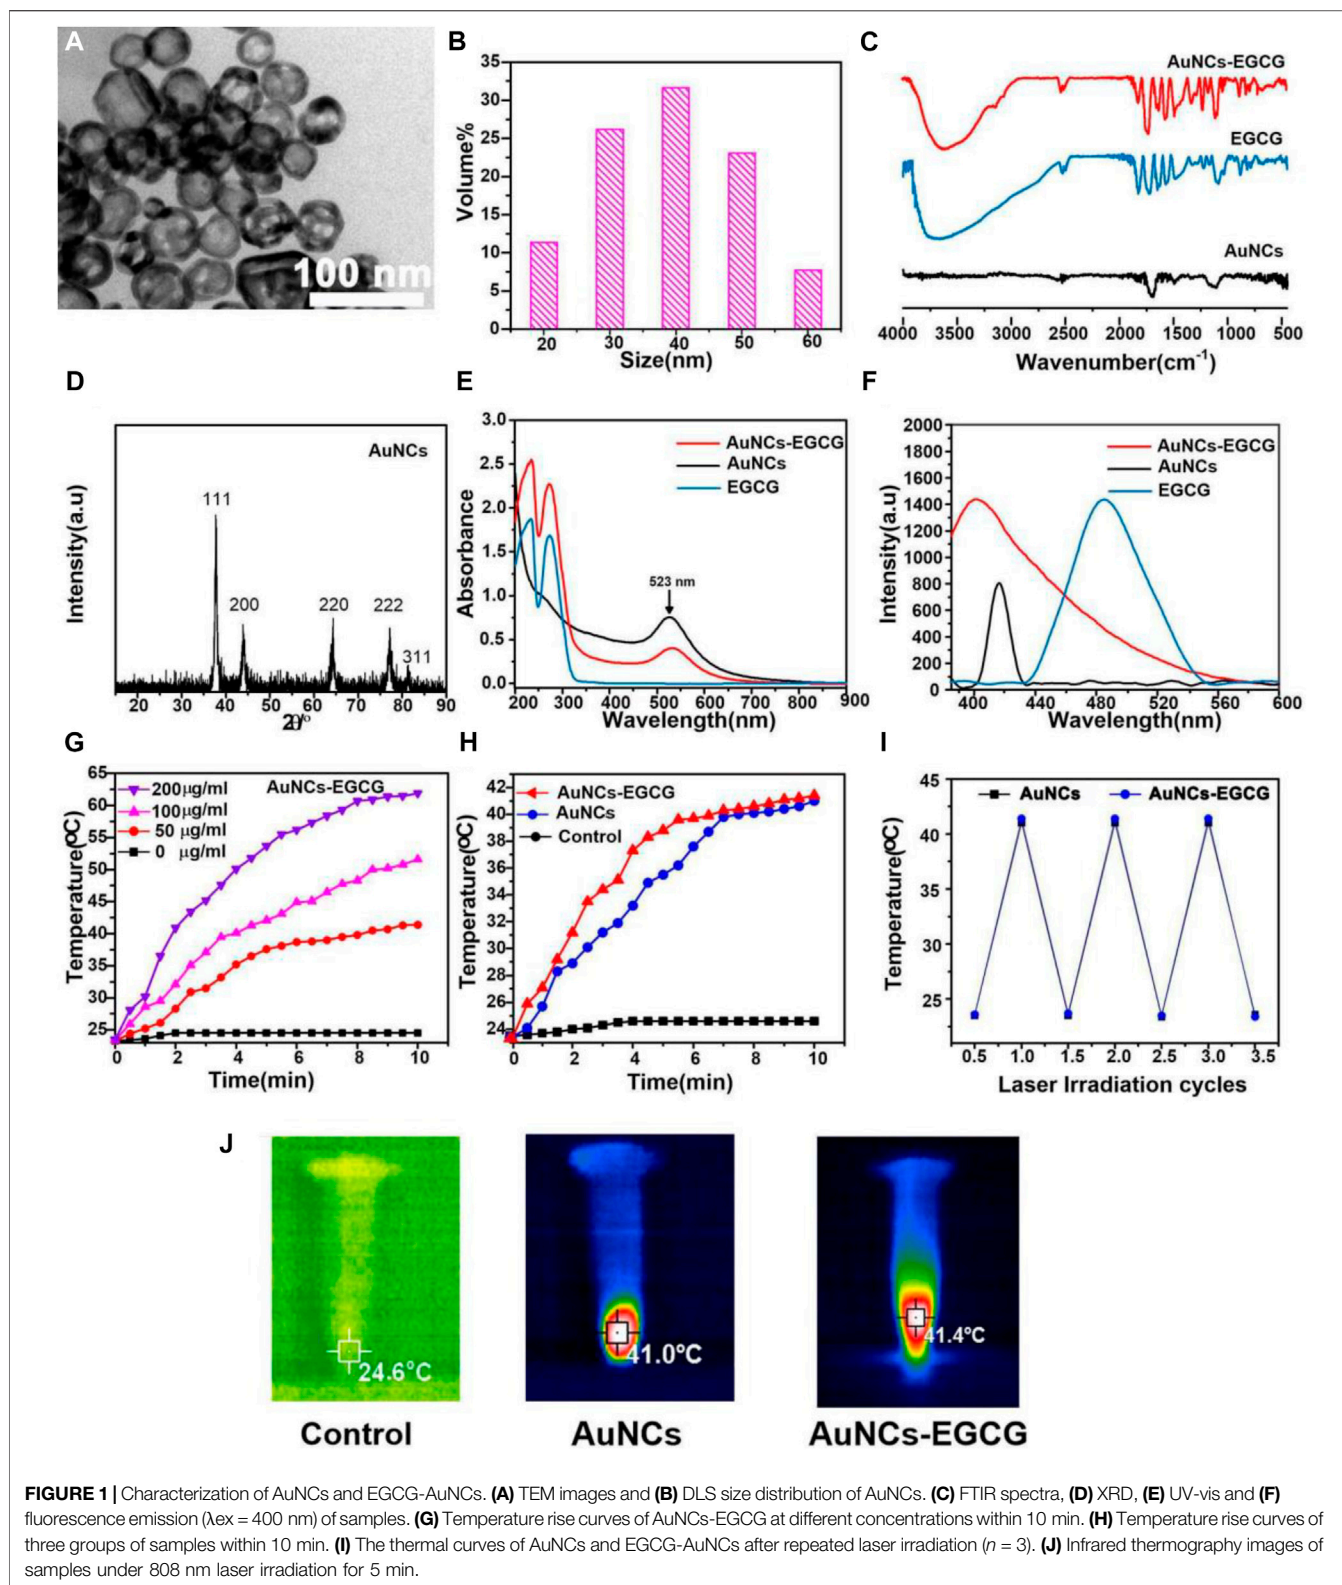 A
100 nm
B
35
30
25
20
15
10
5
0
Volume%
20 30 40 50 60
Size(nm)
C
AuNCs-EGCG
EGCG
AuNCs
4000 3500 3000 2500 2000 1500 1000 500
Wavenumber(cm⁻¹)
D
AuNCs
111
200
220
222
311
Intensity(a.u)
20 30 40 50 60 70 80 90
2θ/°
E
3.0
2.5
2.0
1.5
1.0
0.5
0.0
Absorbance
AuNCs-EGCG
AuNCs
EGCG
523 nm
200 300 400 500 600 700 800 900
Wavelength(nm)
F
2000
1800
1600
1400
1200
1000
800
600
400
200
0
Intensity(a.u)
AuNCs-EGCG
AuNCs
EGCG
400 440 480 520 560 600
Wavelength(nm)
G
65
60
55
50
45
40
35
30
25
Temperature(ºC)
200μg/ml
100μg/ml
50 μg/ml
0 μg/ml
AuNCs-EGCG
0 2 4 6 8 10
Time(min)
H
42
40
38
36
34
32
30
28
26
24
Temperature(ºC)
AuNCs-EGCG
AuNCs
Control
0 2 4 6 8 10
Time(min)
I
45
40
35
30
25
Temperature(ºC)
AuNCs AuNCs-EGCG
0.5 1.0 1.5 2.0 2.5 3.0 3.5
Laser Irradiation cycles
J
24.6°C
41.0ºC
41.4ºC
Control
AuNCs
AuNCs-EGCG
FIGURE 1 | Characterization of AuNCs and EGCG-AuNCs. (A) TEM images and (B) DLS size distribution of AuNCs. (C) FTIR spectra, (D) XRD, (E) UV-vis and (F)
fluorescence emission (λex = 400 nm) of samples. (G) Temperature rise curves of AuNCs-EGCG at different concentrations within 10 min. (H) Temperature rise curves of
three groups of samples within 10 min. (I) The thermal curves of AuNCs and EGCG-AuNCs after repeated laser irradiation (n = 3). (J) Infrared thermography images of
samples under 808 nm laser irradiation for 5 min.